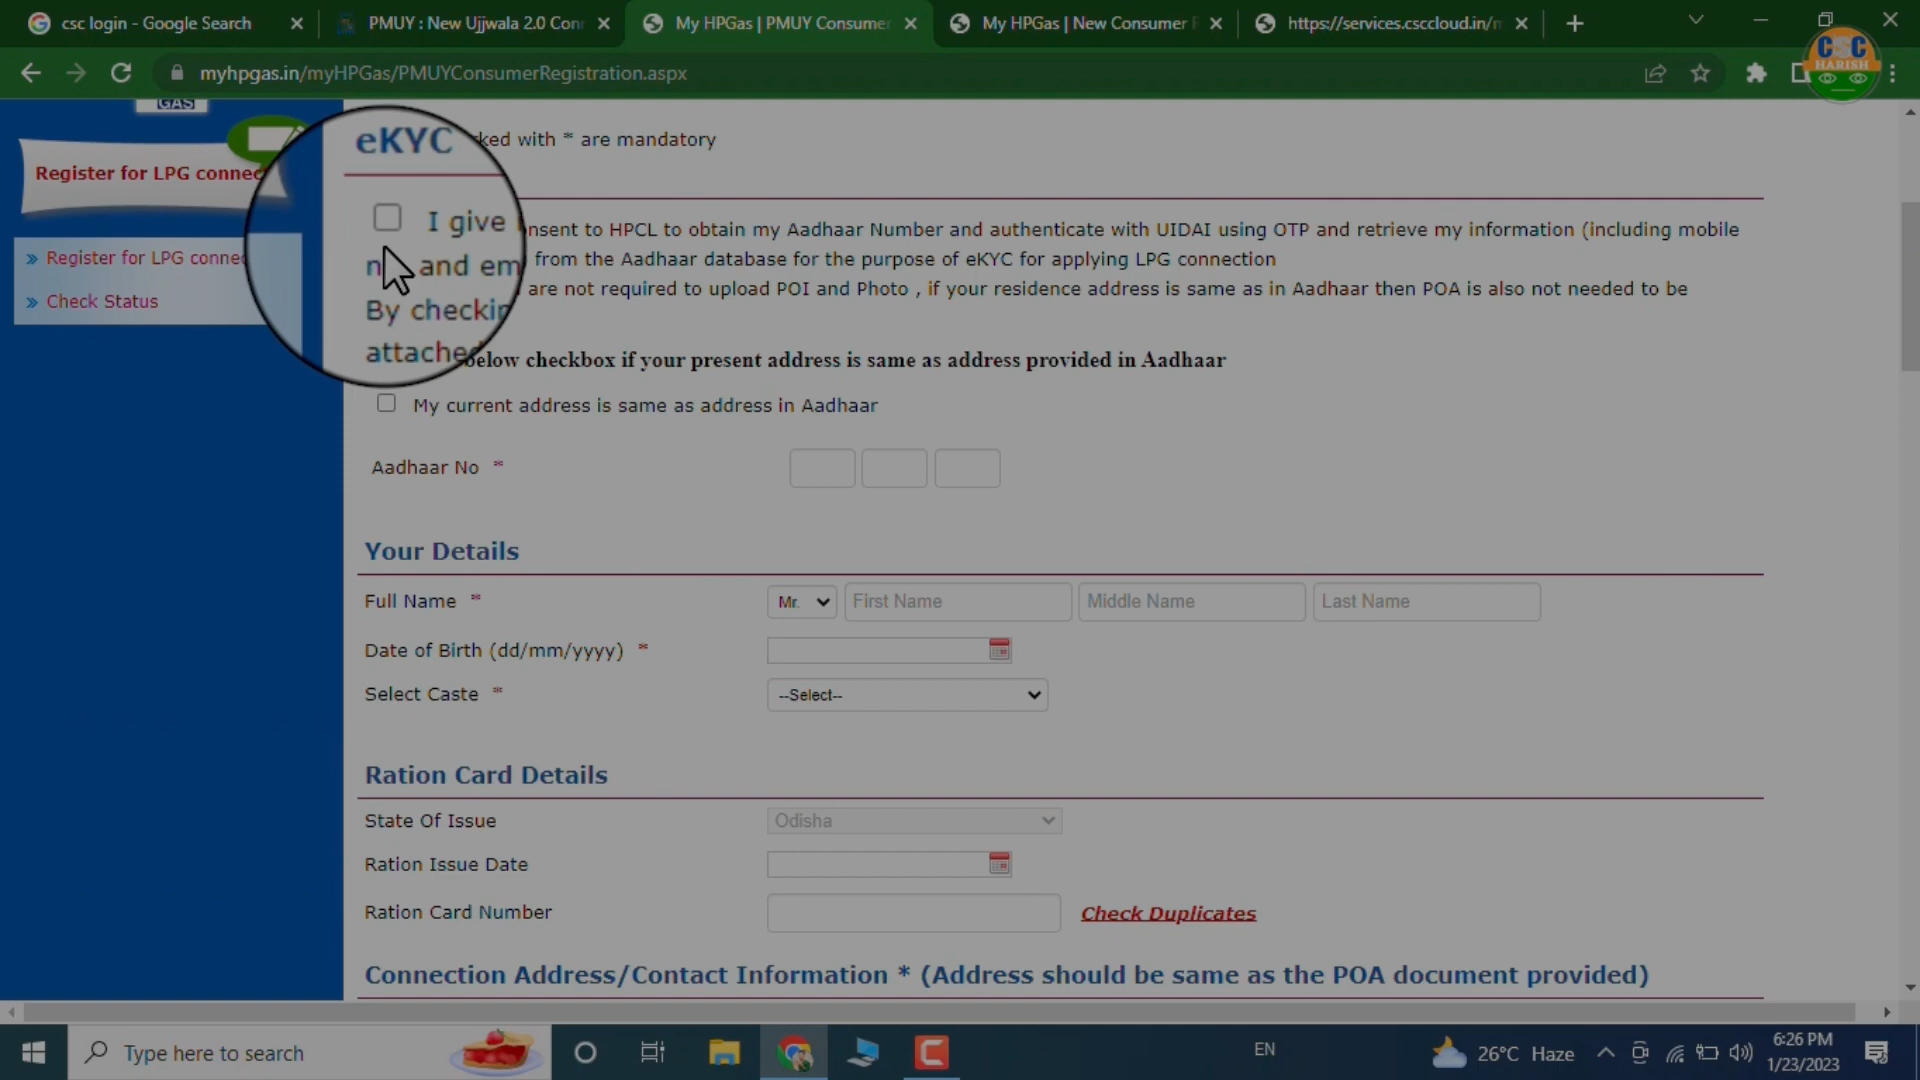 csc login - Google Search
PMUY : New Ujjwala 2.0 Con
My HPGas | PMUY Consumer
My HPGas | New Consumer
https://services.csccloud.in/
myhpgas.in/myHPGas/PMUYConsumerRegistration.aspx
CSC
HARISH
GAS
Register for LPG connec
Register for LPG connec
Check Status
eKYC
ked with * are mandatory
I give
nsent to HPCL to obtain my Aadhaar Number and authenticate with UIDAI using OTP and retrieve my information (including mobile
and em from the Aadhaar database for the purpose of eKYC for applying LPG connection
By checkin are not required to upload POI and Photo , if your residence address is same as in Aadhaar then POA is also not needed to be
attache
below checkbox if your present address is same as address provided in Aadhaar
My current address is same as address in Aadhaar
Aadhaar No *
Your Details
Full Name * Mr. First Name Middle Name Last Name
Date of Birth (dd/mm/yyyy) *
Select Caste * --Select--
Ration Card Details
State Of Issue Odisha
Ration Issue Date
Ration Card Number Check Duplicates
Connection Address/Contact Information * (Address should be same as the POA document provided)
Type here to search
EN
26°C Haze
6:26 PM
1/23/2023